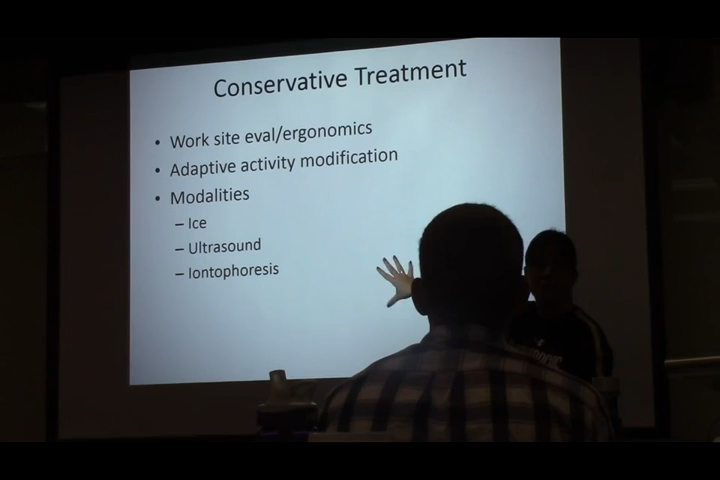 Conservative Treatment
• Work site eval/ergonomics
• Adaptive activity modification
• Modalities
– Ice
– Ultrasound
– Iontophoresis